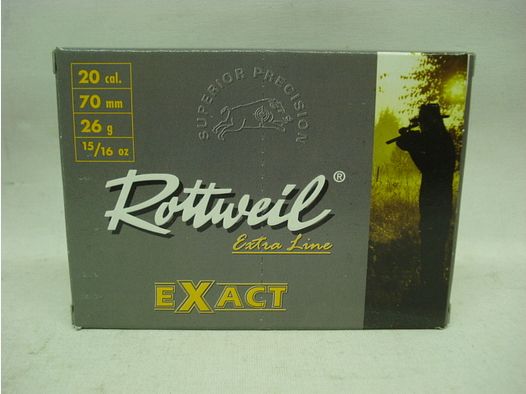 20 cal.
70 mm
26 g
15/16 oz
SUPERIOR PRECISION
Rottweil®
Extra Line
EXACT